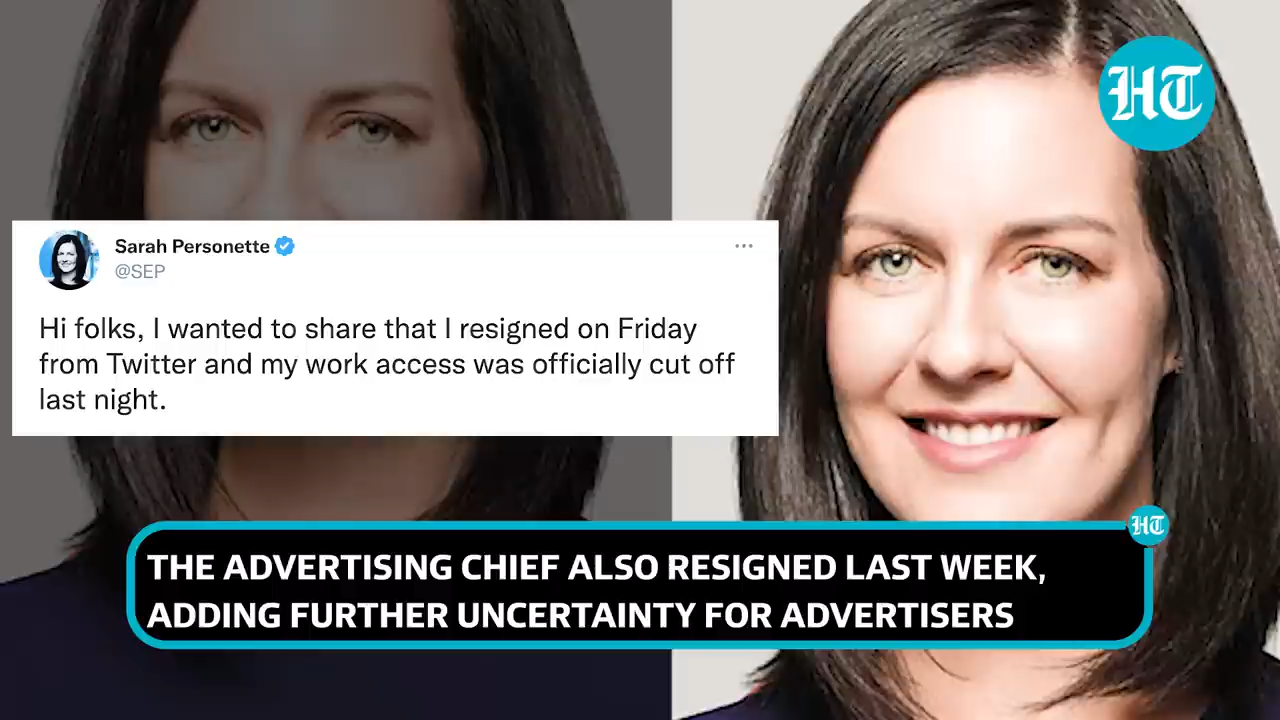 HT
Sarah Personette
@SEP
Hi folks, I wanted to share that I resigned on Friday
from Twitter and my work access was officially cut off
last night.
HT
THE ADVERTISING CHIEF ALSO RESIGNED LAST WEEK,
ADDING FURTHER UNCERTAINTY FOR ADVERTISERS